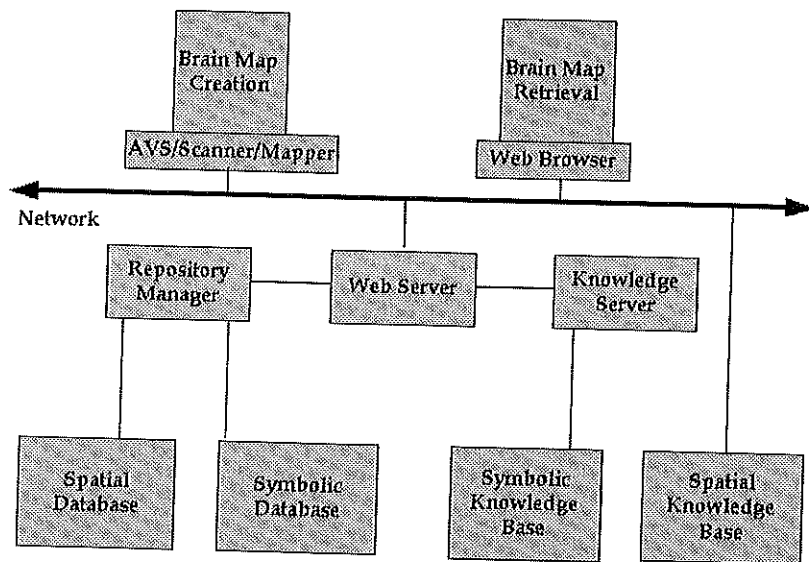 Brain Map
Creation
Brain Map
Retrieval
AVS/Scanner/Mapper
Web Browser
Network
Repository
Manager
Web Server
Knowledge
Server
Spatial
Database
Symbolic
Database
Symbolic
Knowledge
Base
Spatial
Knowledge
Base